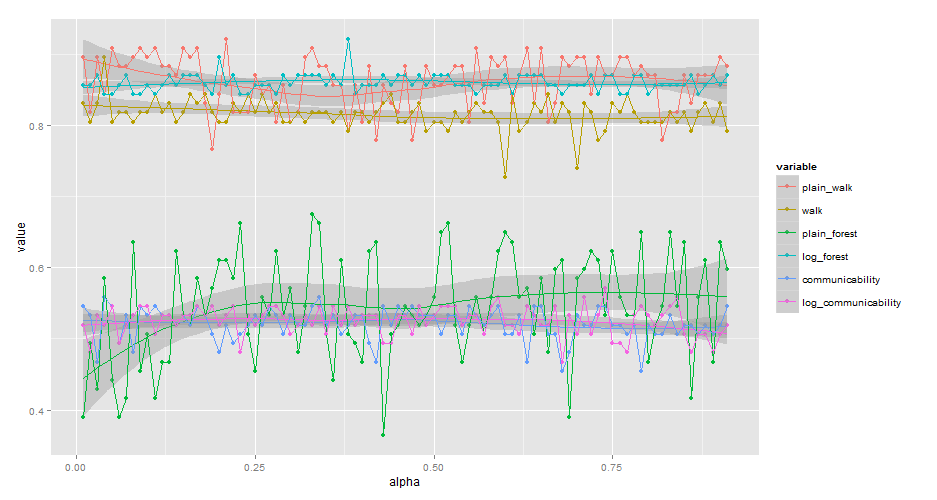 0.8
0.6
0.4
value
0.00
0.25
0.50
0.75
alpha
variable
plain_walk
walk
plain_forest
log_forest
communicability
log_communicability